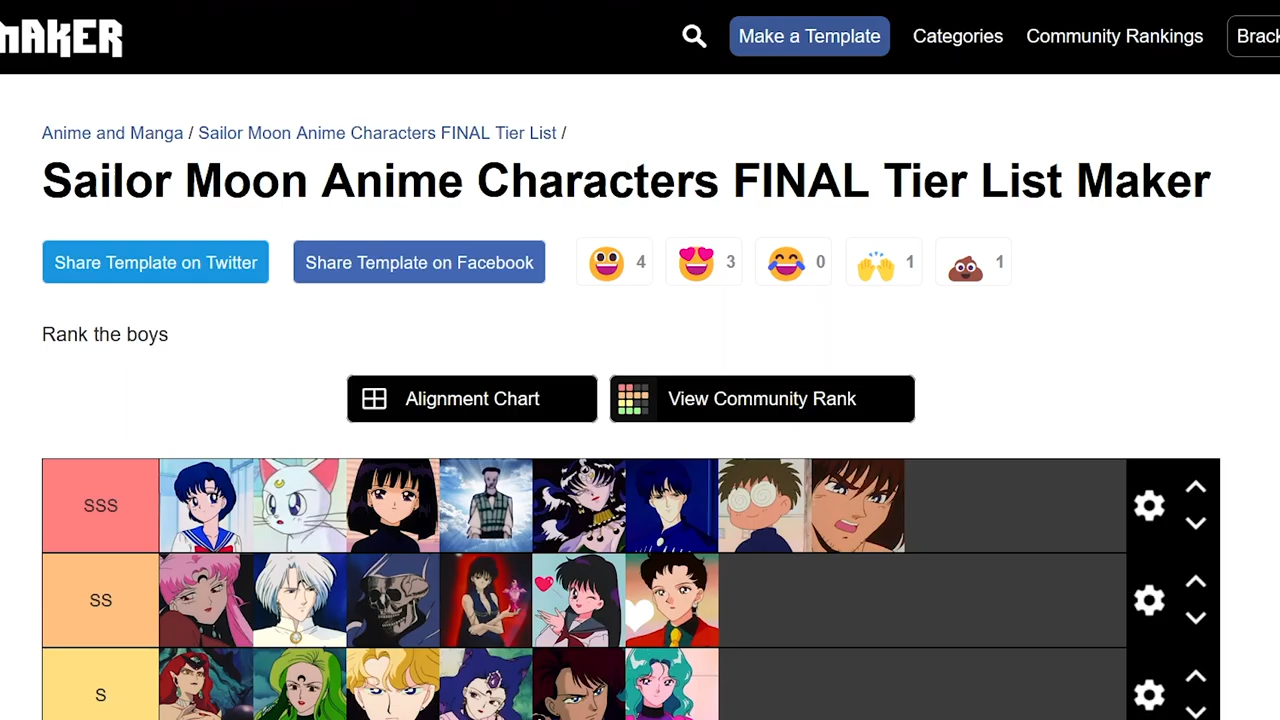 MAKER
Make a Template
Categories
Community Rankings
Brack
Anime and Manga / Sailor Moon Anime Characters FINAL Tier List /
Sailor Moon Anime Characters FINAL Tier List Maker
Share Template on Twitter
Share Template on Facebook
4
3
0
1
1
Rank the boys
Alignment Chart
View Community Rank
SSS
SS
S